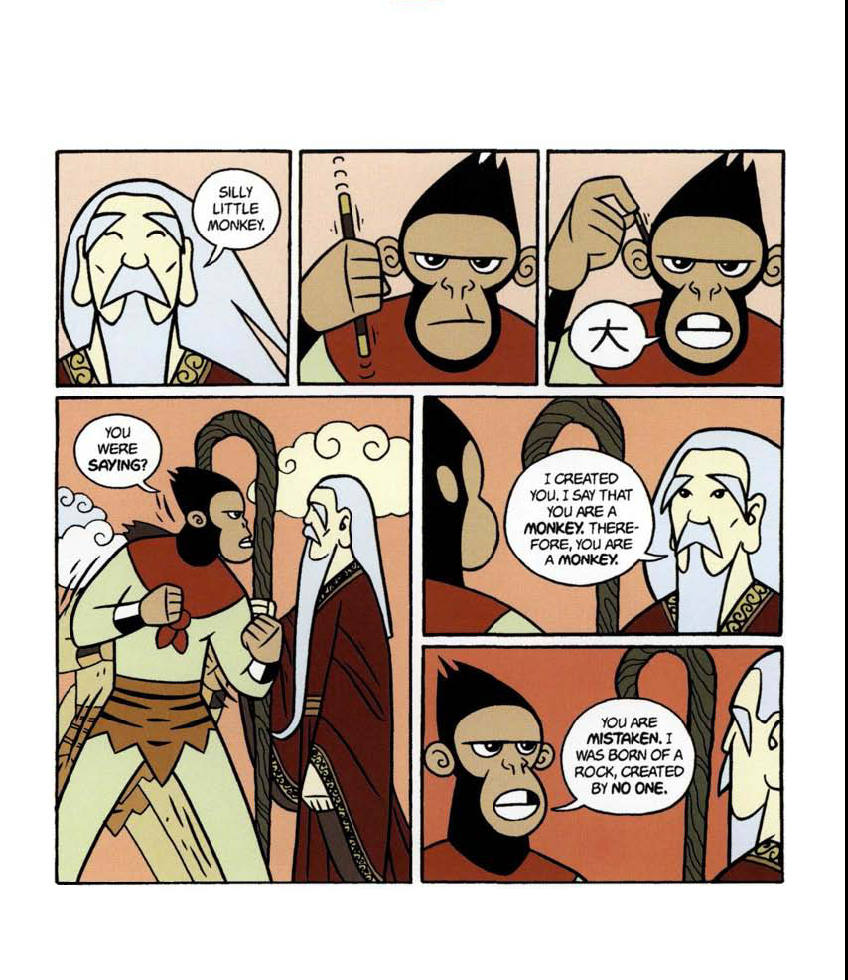 SILLY
LITTLE
MONKEY.
大
YOU
WERE
SAYING?
I CREATED
YOU. I SAY THAT
YOU ARE A
MONKEY. THERE-
FORE, YOU ARE
A MONKEY.
YOU ARE
MISTAKEN. I
WAS BORN OF A
ROCK, CREATED
BY NO ONE.